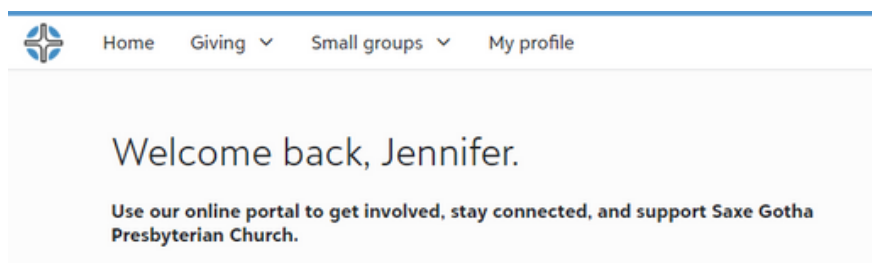 Home Giving Small groups My profile
Welcome back, Jennifer.
Use our online portal to get involved, stay connected, and support Saxe Gotha
Presbyterian Church.